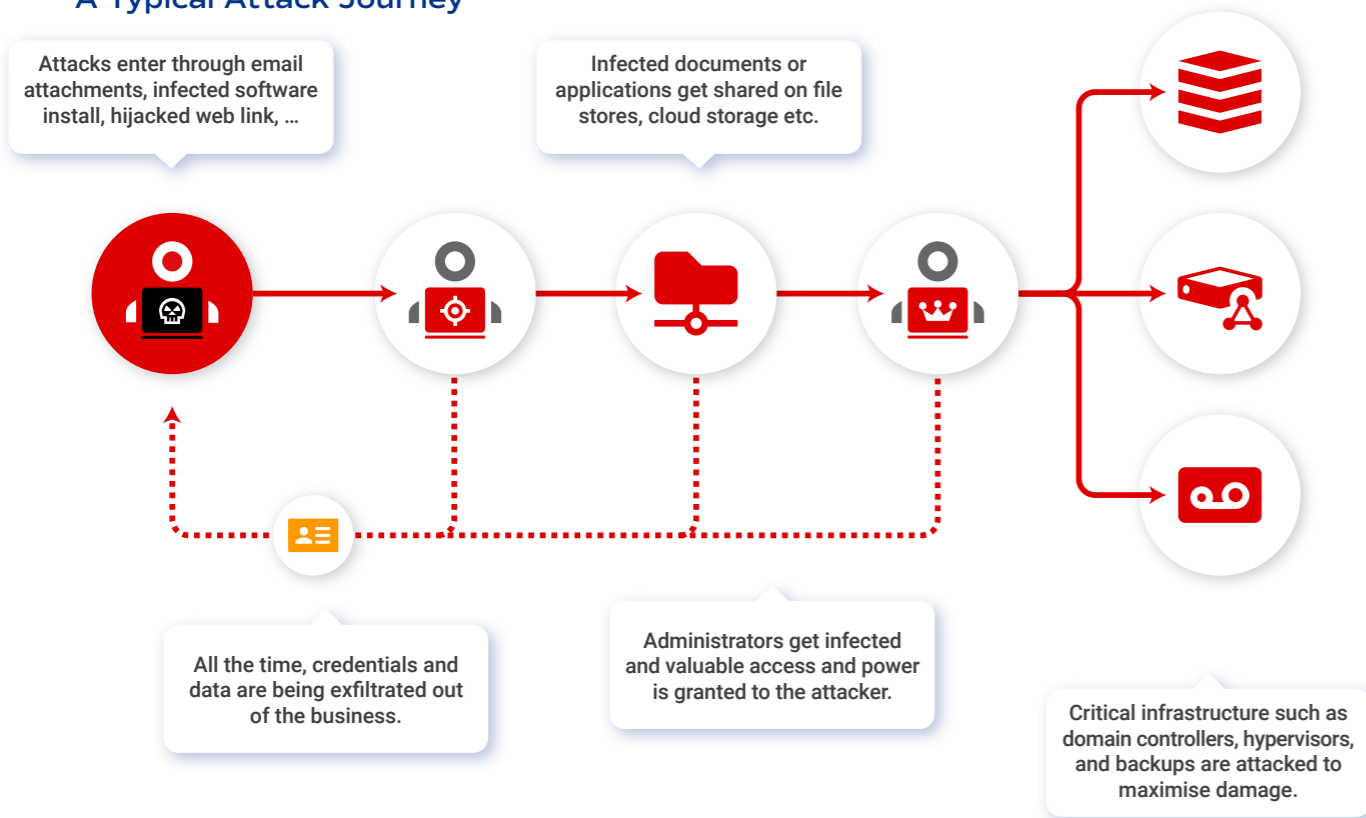 A Typical Attack Journey
Attacks enter through email
attachments, infected software
install, hijacked web link, ...
Infected documents or
applications get shared on file
stores, cloud storage etc.
All the time, credentials and
data are being exfiltrated out
of the business.
Administrators get infected
and valuable access and power
is granted to the attacker.
Critical infrastructure such as
domain controllers, hypervisors,
and backups are attacked to
maximise damage.